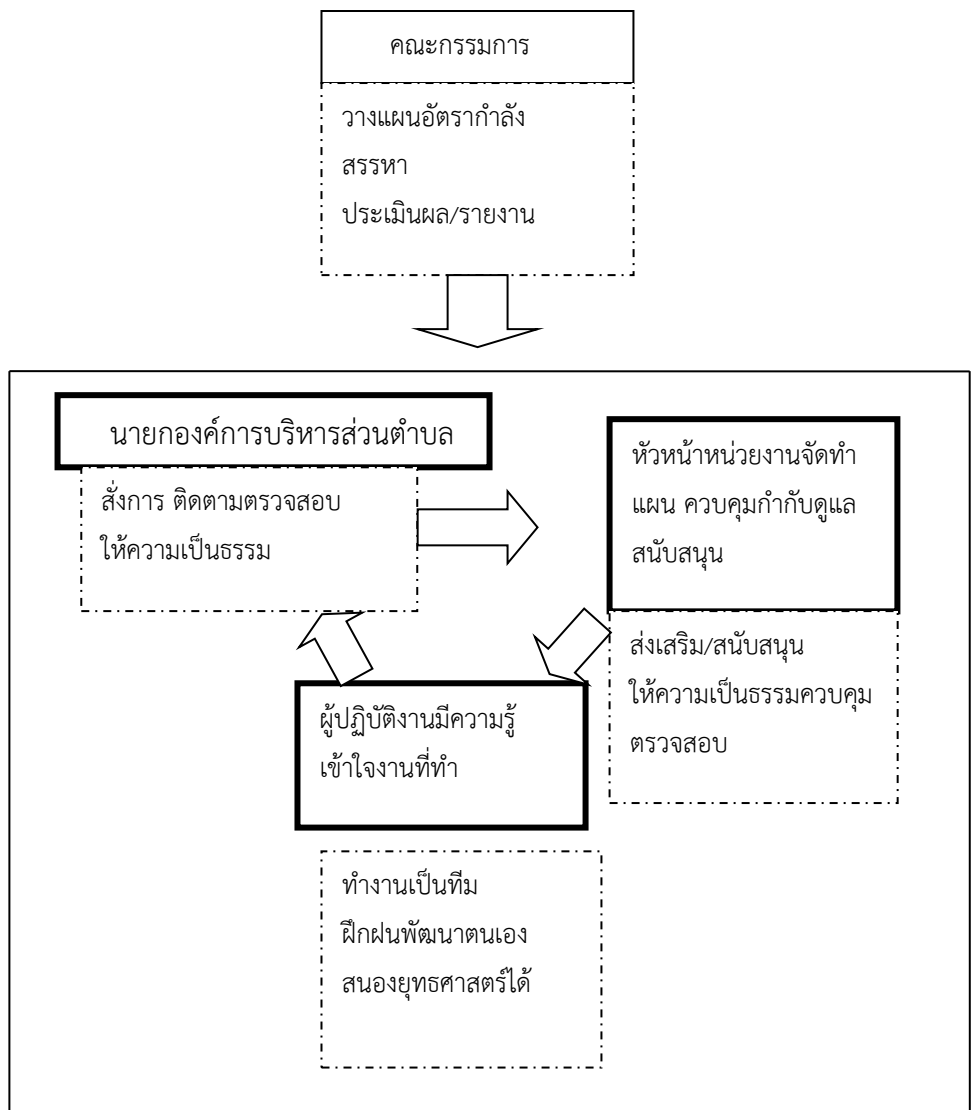 คณะกรรมการ
วางแผนอัตรากำลัง
สรรหา
ประเมินผล/รายงาน
นายกองค์การบริหารส่วนตำบล
สั่งการ ติดตามตรวจสอบ
ให้ความเป็นธรรม
หัวหน้าหน่วยงานจัดทำ
แผน ควบคุมกำกับดูแล
สนับสนุน
ส่งเสริม/สนับสนุน
ให้ความเป็นธรรมควบคุม
ตรวจสอบ
ผู้ปฏิบัติงานมีความรู้
เข้าใจงานที่ทำ
ทำงานเป็นทีม
ฝึกฝนพัฒนาตนเอง
สนองยุทธศาสตร์ได้